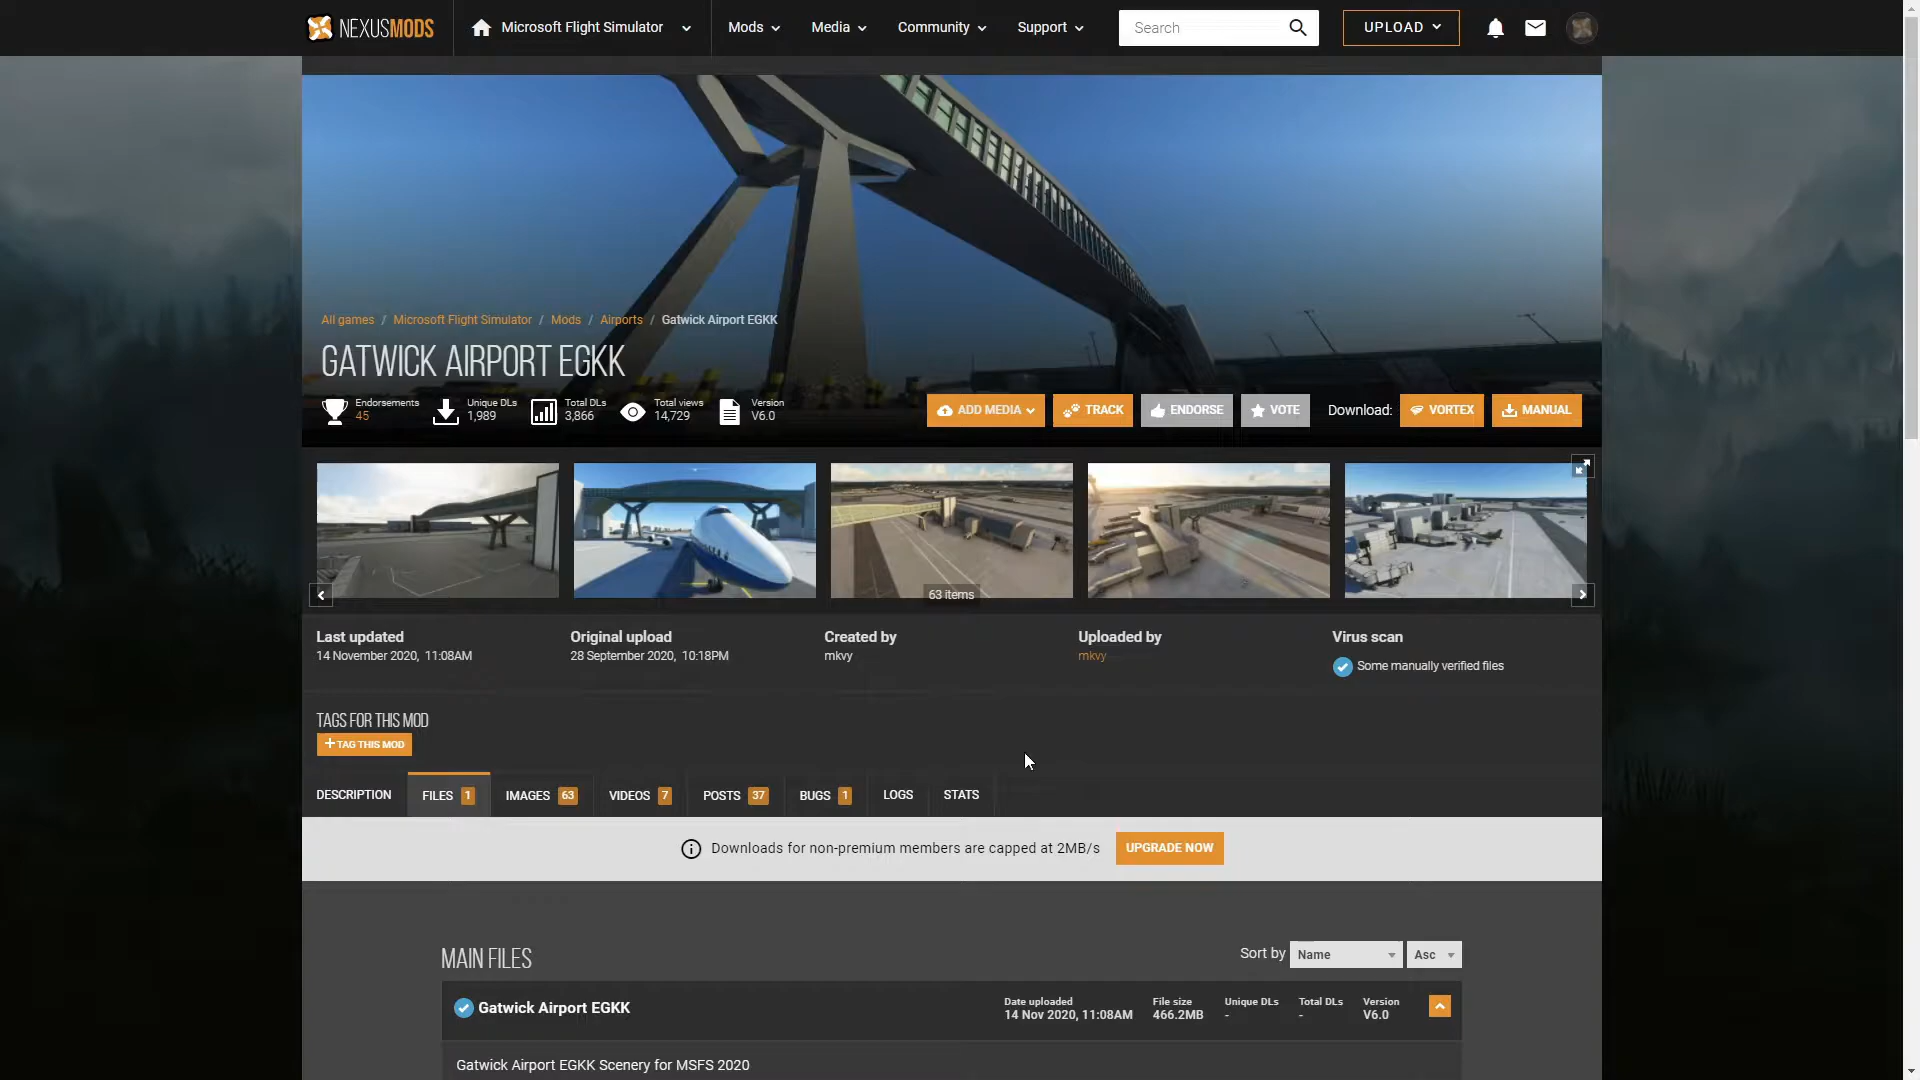 NEXUSMODS
Microsoft Flight Simulator
Mods
Media
Community
Support
Search
UPLOAD
All games / Microsoft Flight Simulator / Mods / Airports / Gatwick Airport EGKK
GATWICK AIRPORT EGKK
Endorsements
45
Unique DLs
1,989
Total DLs
3,866
Total views
14,729
Version
V6.0
ADD MEDIA
TRACK
ENDORSE
VOTE
Download:
VORTEX
MANUAL
63 items
Last updated
14 November 2020, 11:08AM
Original upload
28 September 2020, 10:18PM
Created by
mkvy
Uploaded by
mkvy
Virus scan
Some manually verified files
TAGS FOR THIS MOD
+ TAG THIS MOD
DESCRIPTION
FILES 1
IMAGES 63
VIDEOS 7
POSTS 37
BUGS 1
LOGS
STATS
Downloads for non-premium members are capped at 2MB/s
UPGRADE NOW
MAIN FILES
Sort by Name Asc
Gatwick Airport EGKK
Date uploaded
14 Nov 2020, 11:08AM
File size
466.2MB
Unique DLs
-
Total DLs
-
Version
V6.0
Gatwick Airport EGKK Scenery for MSFS 2020